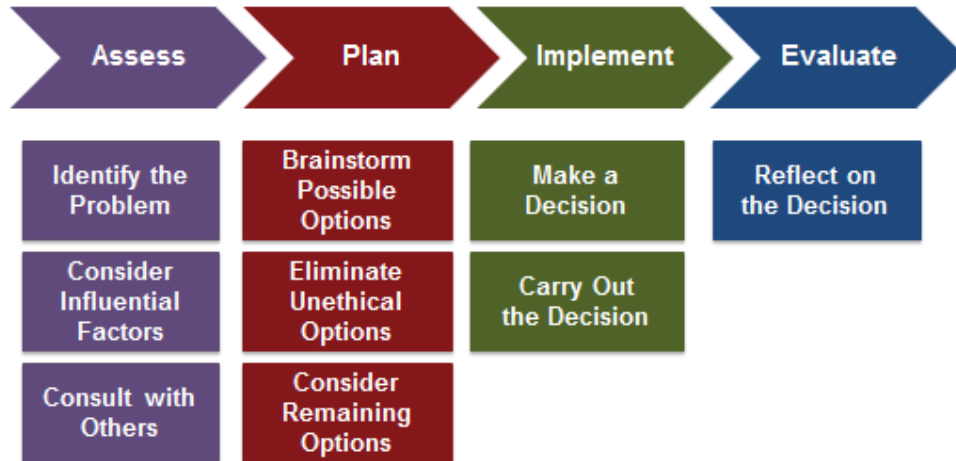 Assess
Plan
Implement
Evaluate
Identify the
Problem
Consider
Influential
Factors
Consult with
Others
Brainstorm
Possible
Options
Eliminate
Unethical
Options
Consider
Remaining
Options
Make a
Decision
Carry Out
the Decision
Reflect on
the Decision